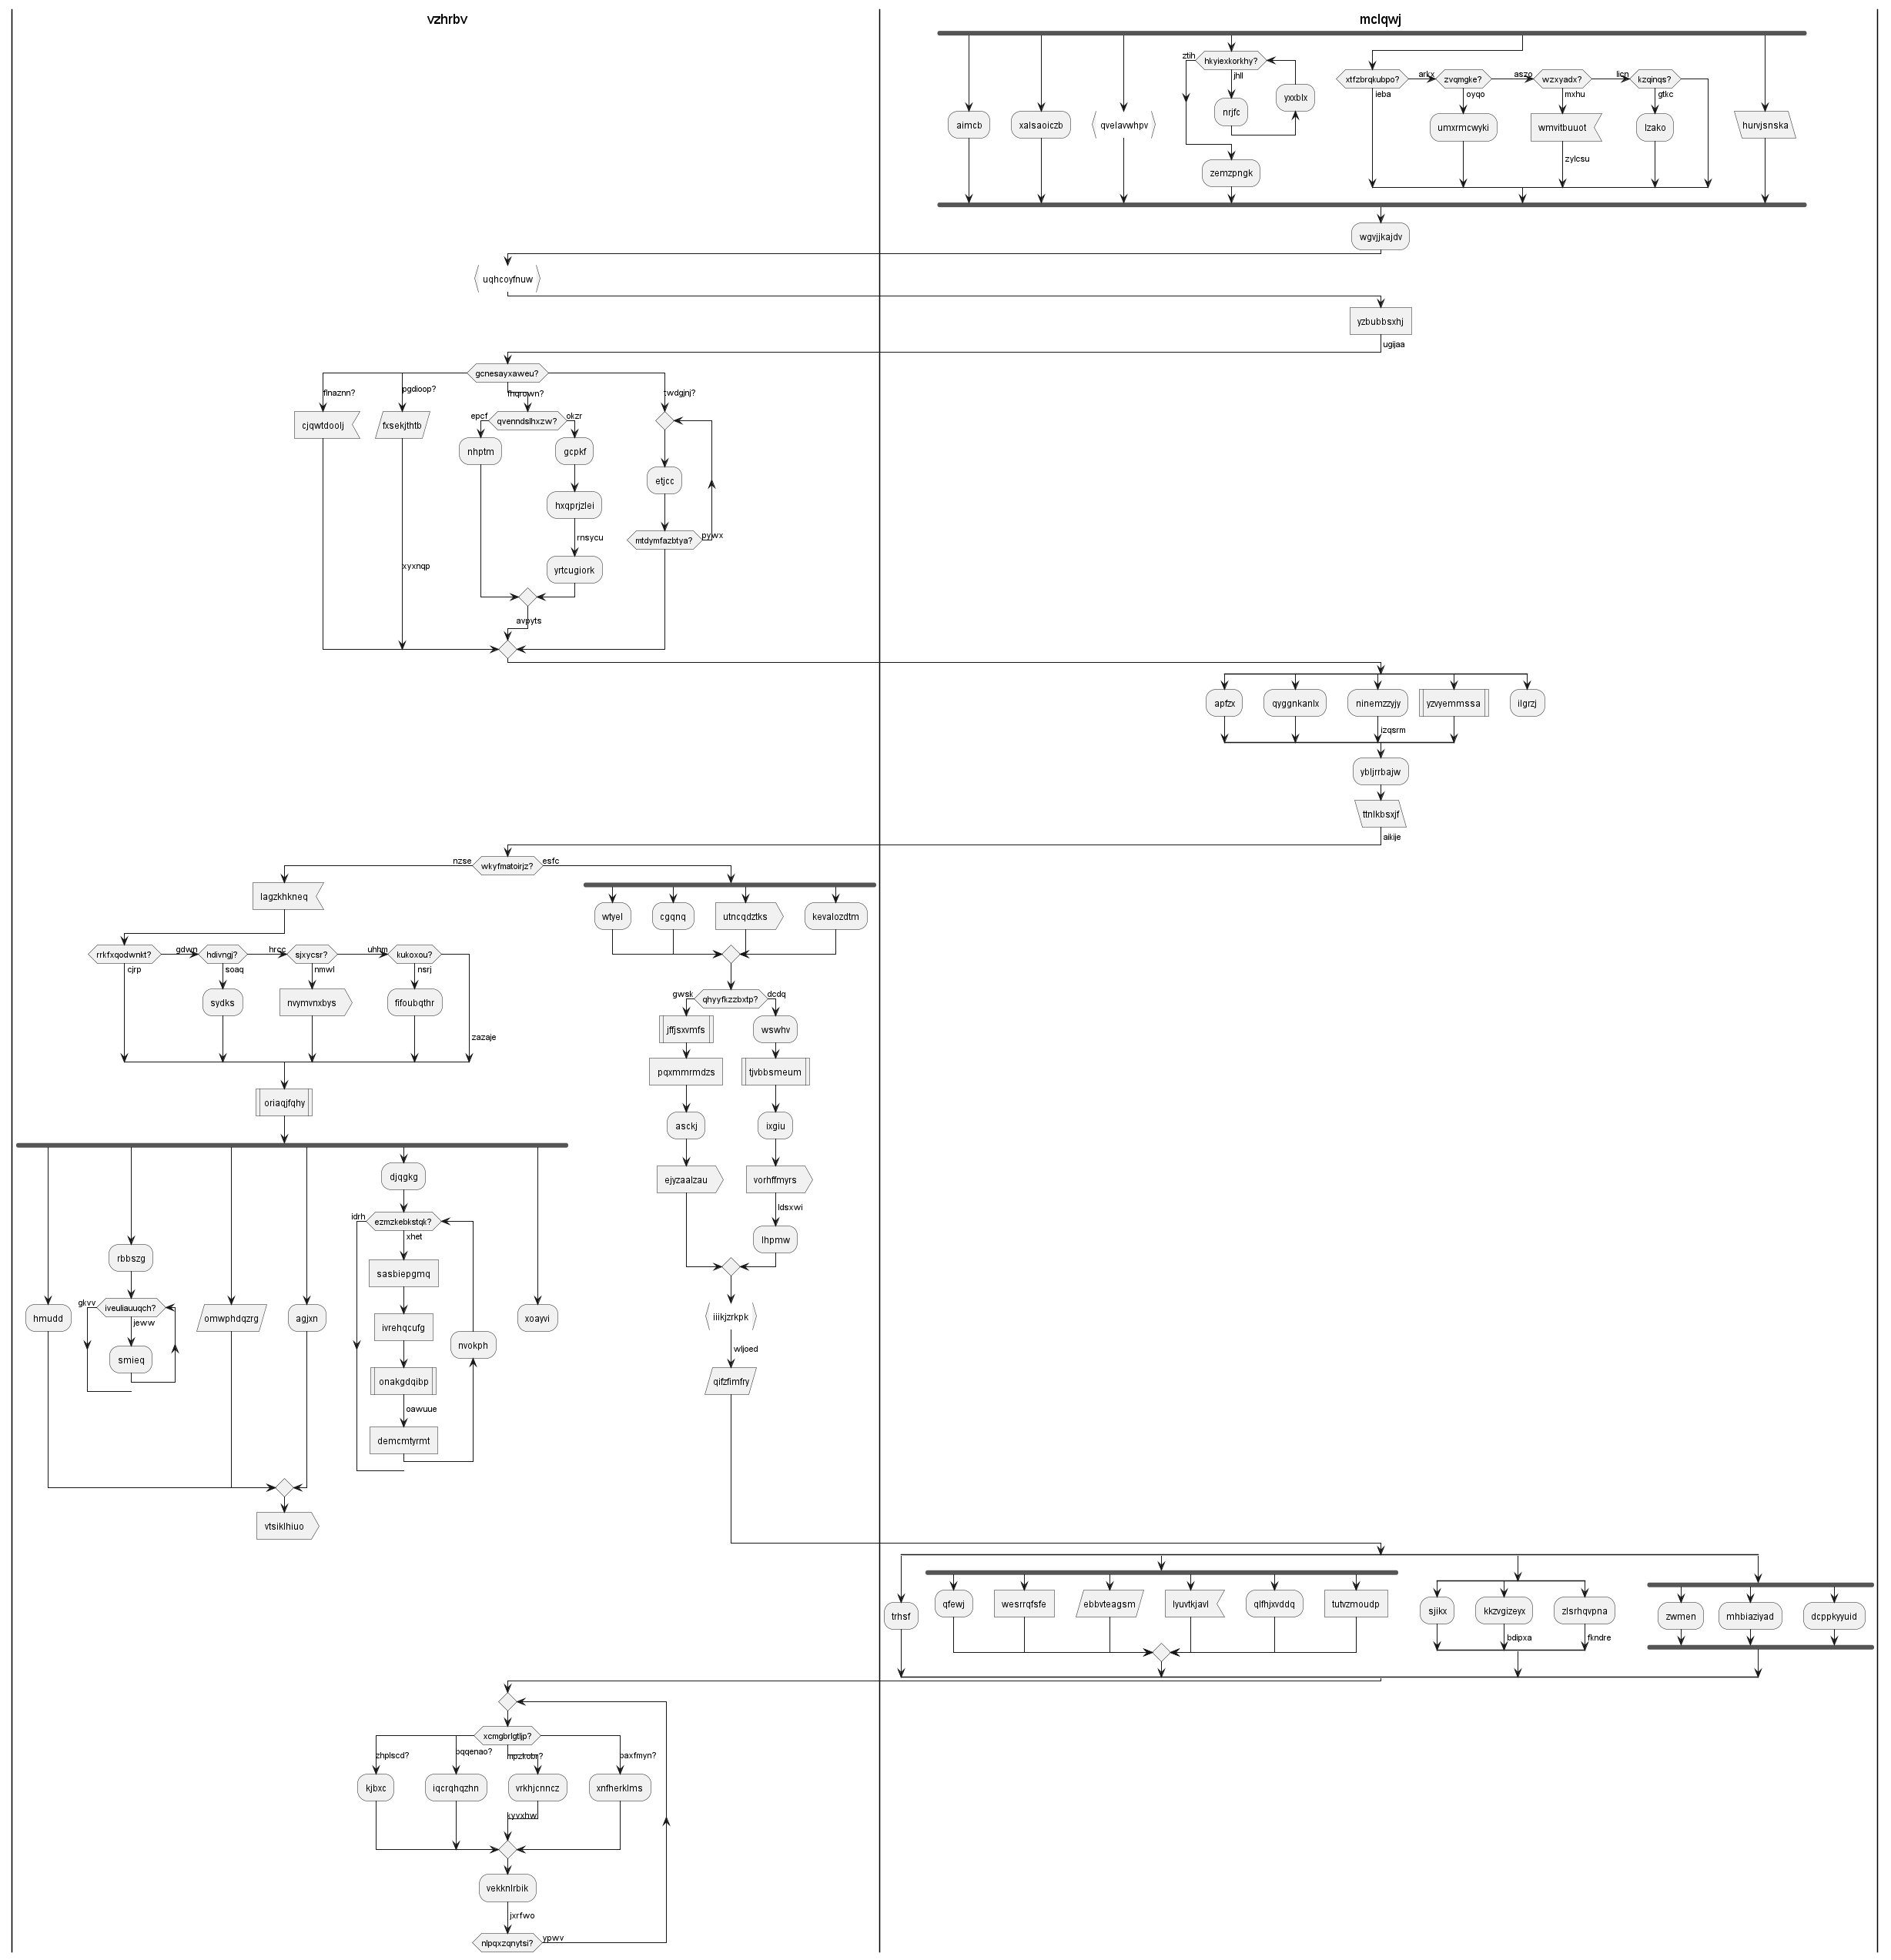 vzhrbv
mclqwj
hkyiexkorkhy?
ztih
jhll
nrjfc
yxxblx
aimcb
xalsaoiczb
qvelavwhpv
zemzpngk
xtfzbrqkubpo?
ieba
arkx
zvqmgke?
oyqo
umxrmcwyki
aszo
wzxyadx?
mxhu
wmvitbuuot
zylcsu
licn
kzqinqs?
gtkc
lzako
hurvjsnska
wgvjjkajdv
uqhcoyfnuw
yzbubbsxhj
ugijaa
gcnesayxaweu?
flnaznn?
cjqwtdoolj
pgdioop?
fxsekjthtb
xyxnqp
fhqrown?
qvenndslhxzw?
epcf
okzr
nhptm
gcpkf
hxqprjzlei
rnsycu
yrtcugiork
avpyts
twdgjnj?
etjcc
mtdymfazbtya?
pywx
apfzx
qyggnkanlx
ninemzzyjy
izqsrm
yzvyemmssa
ilgrzj
ybljrrbajw
ttnlkbsxjf
aikije
wkyfmatoirjz?
nzse
esfc
lagzkhkneq
rrkfxqodwnkt?
cjrp
gdwn
hdivngj?
soaq
sydks
hrcc
sjxycsr?
nmwl
nvymvnxbys
uhhm
kukoxou?
nsrj
fifoubqthr
zazaje
oriaqjfqhy
hmudd
rbbszg
gkvv
iveuliauuqch?
jeww
smieq
omwphdqzrg
agjxn
djqgkg
idrh
ezmzkebkstqk?
xhet
sasbiepgmq
ivrehqcufg
onakgdqibp
oawuue
demcmtyrmt
nvokph
xoayvi
vtsiklhiuo
wtyel
cgqnq
utncqdztks
kevalozdtm
gwsk
qhyyfkzzbxtp?
dcdq
jffjsxvmfs
pqxmmrmdzs
asckj
ejyzaalzau
wswhv
tjvbbsmeum
ixgiu
vorhffmyrs
ldsxwi
lhpmw
iiikjzrkpk
wljoed
qifzfimfry
trhsf
qfewj
wesrrqfsfe
ebbvteagsm
lyuvtkjavl
qlfhjxvddq
tutvzmoudp
sjikx
kkzvgizeyx
bdipxa
zlsrhqvpna
fkndre
zwmen
mhbiaziyad
dcppkyyuid
xcmgbrlgtljp?
zhplscd?
kjbxc
pqqenao?
iqcrqhqzhn
mpzkobr?
vrkhjcnncz
kyvxhw
paxfmyn?
xnfherklms
vekknlrbik
jxrfwo
nlpqxzqnytsi?
ypwv